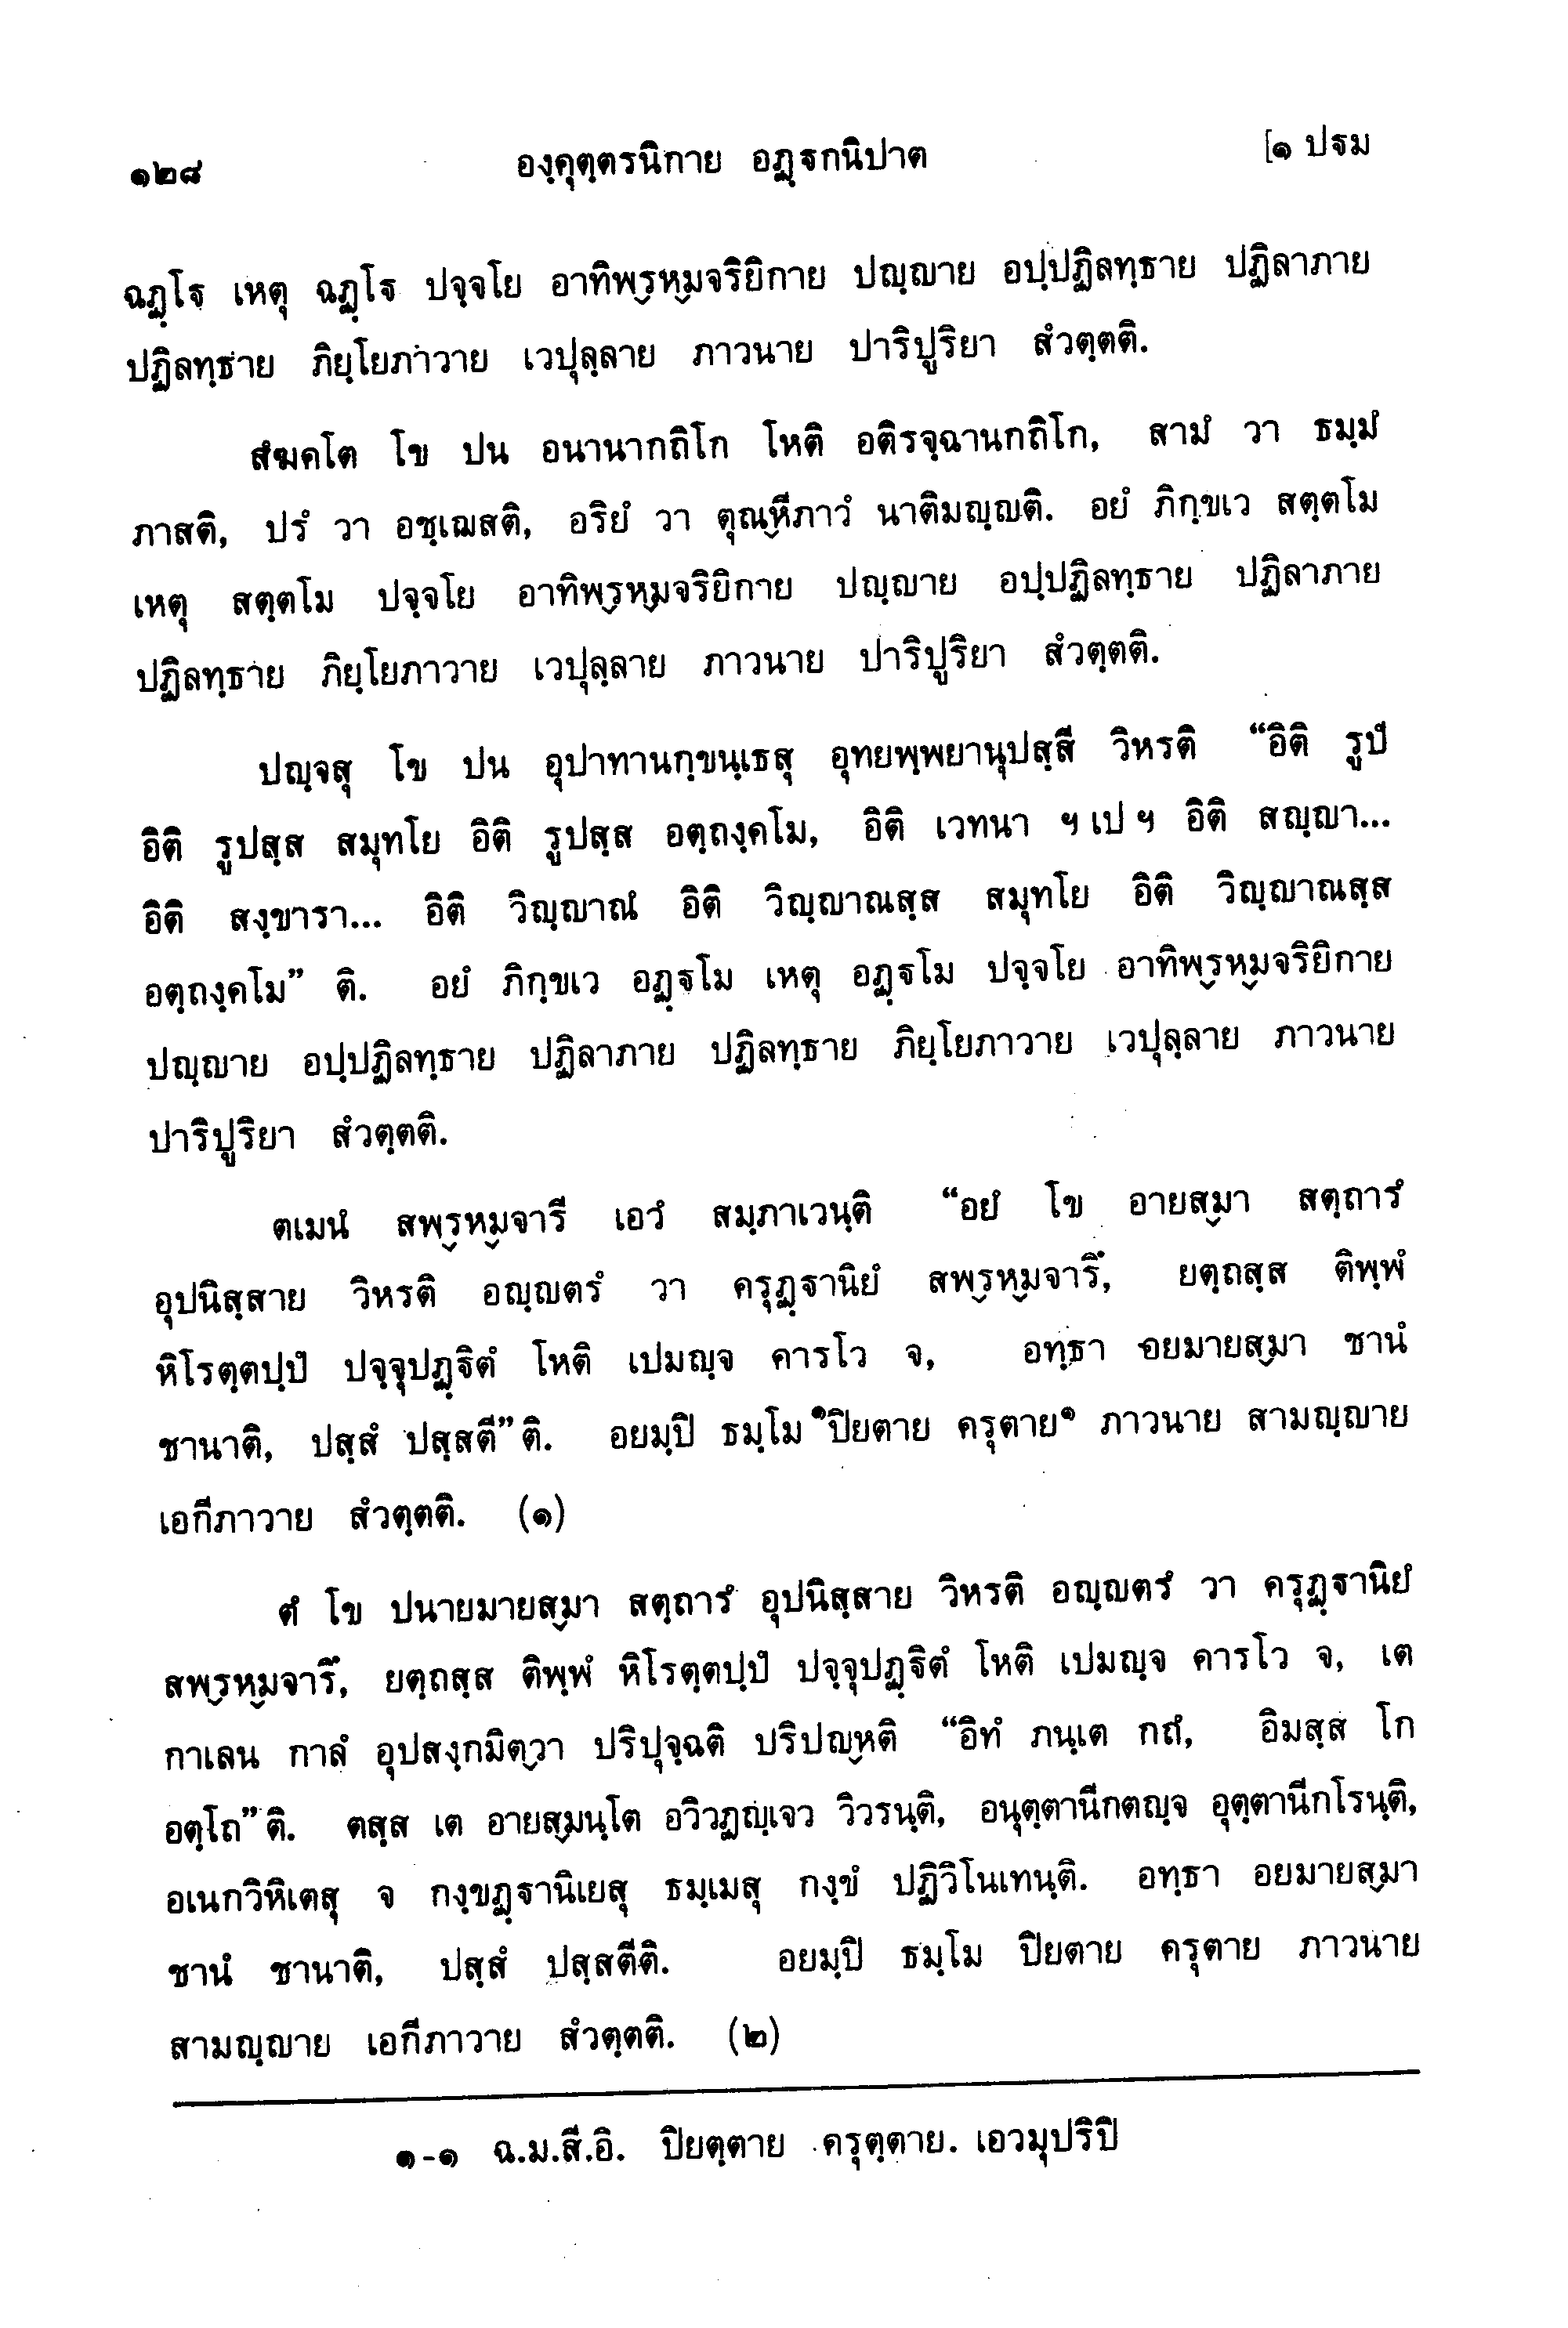 ๑๒๘ องฺคุตฺตรนิกาย อฏฺฐกนิปาต [๑ ปฐม
ฉฏฺโฐ เหตุ ฉฏฺโฐ ปจฺจโย อาทิพฺรหฺมจริยิกาย ปญฺญาย อปฺปฏิลทฺธาย ปฏิลาภาย
ปฏิลทฺธาย ภิยฺโยภาวาย เวปุลฺลาย ภาวนาย ปาริปูริยา สํวตฺตติ.
สํฆคโต โข ปน อนานากถิโก โหติ อติรจฺฉานกถิโก, สามํ วา ธมฺมํ
ภาสติ, ปรํ วา อชฺเฌสติ, อริยํ วา ตุณฺหีภาวํ นาติมญฺญติ. อยํ ภิกฺขเว สตฺตโม
เหตุ สตฺตโม ปจฺจโย อาทิพฺรหฺมจริยิกาย ปญฺญาย อปฺปฏิลทฺธาย ปฏิลาภาย
ปฏิลทฺธาย ภิยฺโยภาวาย เวปุลฺลาย ภาวนาย ปาริปูริยา สํวตฺตติ.
ปญฺจสุ โข ปน อุปาทานกฺขนฺเธสุ อุทยพฺพยานุปสฺสี วิหรติ “อิติ รูปํ
อิติ รูปสฺส สมุทโย อิติ รูปสฺส อตฺถงฺคโม, อิติ เวทนา ฯ เป ฯ อิติ สญฺญา...
อิติ สงฺขารา... อิติ วิญฺญาณํ อิติ วิญฺญาณสฺส สมุทโย อิติ วิญฺญาณสฺส
อตฺถงฺคโม” ติ. อยํ ภิกฺขเว อฏฺฐโม เหตุ อฏฺฐโม ปจฺจโย อาทิพฺรหฺมจริยิกาย
ปญฺญาย อปฺปฏิลทฺธาย ปฏิลาภาย ปฏิลทฺธาย ภิยฺโยภาวาย เวปุลฺลาย ภาวนาย
ปาริปูริยา สํวตฺตติ.
ตเมนํ สพฺรหฺมจารี เอวํ สมฺภาเวนฺติ “อยํ โข อายสฺมา สตฺถารํ
อุปนิสฺสาย วิหรติ อญฺญตรํ วา ครุฏฺฐานิยํ สพฺรหฺมจารึ, ยตฺถสฺส ติพฺพํ
หิโรตฺตปฺปํ ปจฺจุปฏฺฐิตํ โหติ เปมญฺจ คารโว จ, อทฺธา อยมายสฺมา ชานํ
ชานาติ, ปสฺสํ ปสฺสตี”ติ. อยมฺปิ ธมฺโม ๑ปิยตาย ครุตาย๑ ภาวนาย สามญฺญาย
เอกีภาวาย สํวตฺตติ. (๑)
ตํ โข ปนายมายสฺมา สตฺถารํ อุปนิสฺสาย วิหรติ อญฺญตรํ วา ครุฏฺฐานิยํ
สพฺรหฺมจารึ, ยตฺถสฺส ติพฺพํ หิโรตฺตปฺปํ ปจฺจุปฏฺฐิตํ โหติ เปมญฺจ คารโว จ, เต
กาเลน กาลํ อุปสงฺกมิตฺวา ปริปุจฺฉติ ปริปญฺหติ “อิทํ ภนฺเต กถํ, อิมสฺส โก
อตฺโถ”ติ. ตสฺส เต อายสฺมนฺโต อวิวฏญฺเจว วิวรนฺติ, อนุตฺตานีกตญฺจ อุตฺตานีกโรนฺติ,
อเนกวิหิเตสุ จ กงฺขฏฺฐานิเยสุ ธมฺเมสุ กงฺขํ ปฏิวิโนเทนฺติ. อทฺธา อยมายสฺมา
ชานํ ชานาติ, ปสฺสํ ปสฺสตีติ. อยมฺปิ ธมฺโม ปิยตาย ครุตาย ภาวนาย
สามญฺญาย เอกีภาวาย สํวตฺตติ. (๒)
๑-๑ ฉ.ม.สี.อิ. ปิยตฺตาย ครุตฺตาย. เอวมุปริปิ